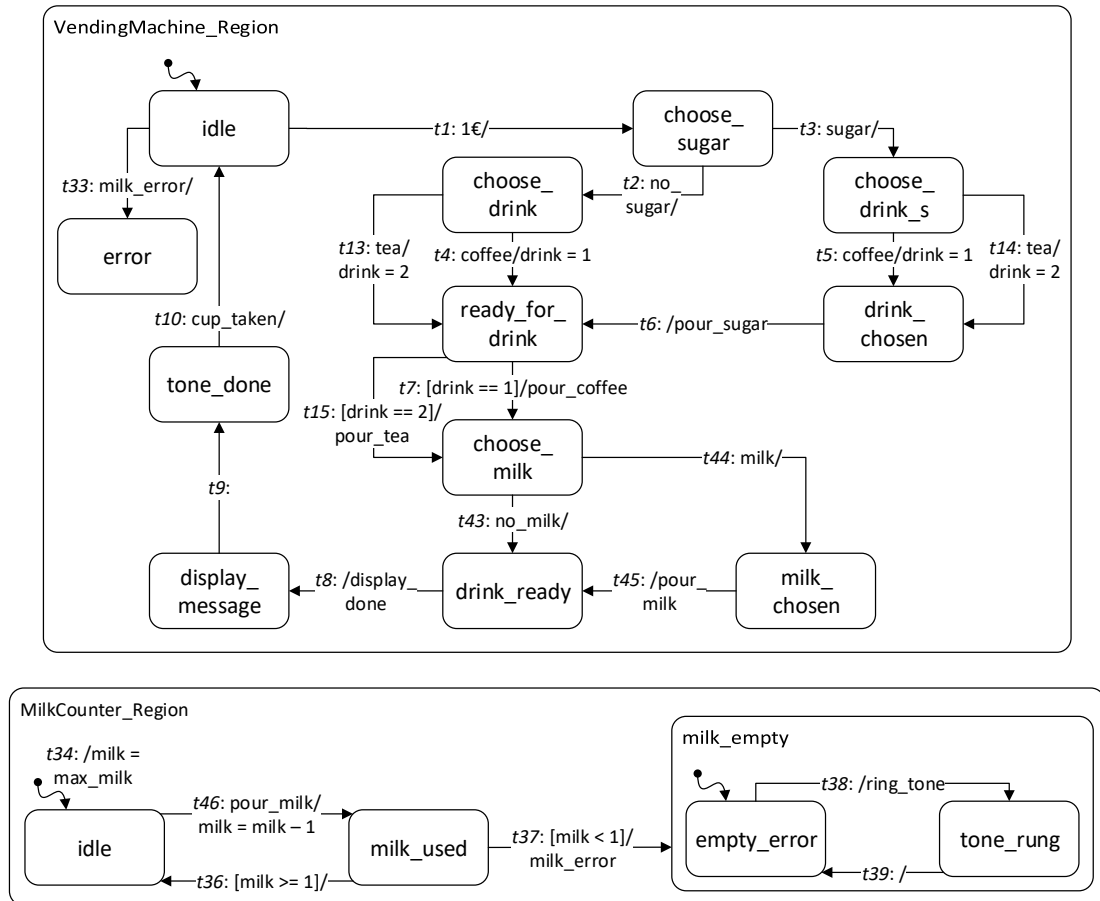 VendingMachine_Region
idle
t1: 1€/
choose_
sugar
t3: sugar/
t33: milk_error/
choose_
drink
t2: no_
sugar/
choose_
drink_s
error
t13: tea/
drink = 2
t4: coffee/drink = 1
t5: coffee/drink = 1
t14: tea/
drink = 2
t10: cup_taken/
ready_for_
drink
t6: /pour_sugar
drink_
chosen
tone_done
t7: [drink == 1]/pour_coffee
t15: [drink == 2]/
pour_tea
choose_
milk
t44: milk/
t9:
t43: no_milk/
display_
message
t8: /display_
done
drink_ready
t45: /pour_
milk
milk_
chosen
MilkCounter_Region
t34: /milk =
max_milk
idle
t46: pour_milk/
milk = milk – 1
milk_used
t36: [milk >= 1]/
t37: [milk < 1]/
milk_error
milk_empty
t38: /ring_tone
empty_error
tone_rung
t39: /